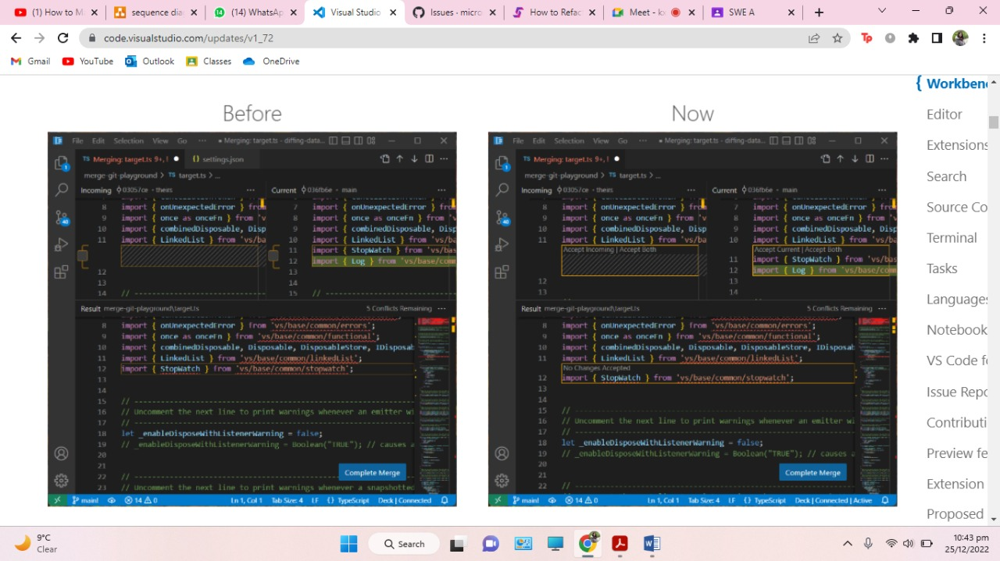 (10) How to Mi
sequence dia
(14) WhatsAp
Visual Studio
Issues · micro
How to Refac
Meet - k
SWE A
code.visualstudio.com/updates/v1_72
Gmail YouTube Outlook Classes OneDrive
Before
File Edit Selection View Go ··· ● Merging: target.ts - diffing-data...
TS Merging: target.ts 9+, ! ● {} settings.json
merge-git-playground > TS target.ts > ...
Incoming 03057ce · theirs ··· Current 036fb6e · main ···
8 import { onUnexpectedError } from
9 import { once as onceFn } from 'v
10 import { combinedDisposable, Disp
11 import { LinkedList } from 'vs/b
12
13
14 // --------------------------------
7 import { onUnexpectedError } from
8 import { once as onceFn } from 'v
9 import { combinedDisposable, Disp
10 import { LinkedList } from 'vs/ba
11 import { StopWatch } from 'vs/bas
12 import { Log } from 'vs/base/comm
13
14
15 // --------------------------------
Result merge-git-playground\target.ts 5 Conflicts Remaining ···
8 import { onUnexpectedError } from 'vs/base/common/errors';
9 import { once as onceFn } from 'vs/base/common/functional';
10 import { combinedDisposable, Disposable, DisposableStore, IDisposab
11 import { LinkedList } from 'vs/base/common/linkedList';
12 import { StopWatch } from 'vs/base/common/stopwatch';
13
14
15 // -----------------------------------------------
16 // Uncomment the next line to print warnings whenever an emitter wi
17 // -----------------------------------------------
18 let _enableDisposeWithListenerWarning = false;
19 // _enableDisposeWithListenerWarning = Boolean("TRUE"); // causes a
20
21
22 // -----------------------------------------------
23 // Uncomment the next line to print warnings whenever a snapshotted
Complete Merge
main! 14 0 Ln 1, Col 1 Tab Size: 4 LF {} TypeScript Deck | Connected
Now
File Edit Selection View Go ··· ● Merging: target.ts - diffing-data...
TS Merging: target.ts 9+, ! ●
merge-git-playground > TS target.ts > ...
Incoming 03057ce · theirs ··· Current 036fb6e · main ···
8 import { onUnexpectedError } from
9 import { once as onceFn } from 'v
10 import { combinedDisposable, Disp
11 import { LinkedList } from 'vs/ba
Accept Incoming | Accept Both
12
13
7 import { onUnexpectedError } from
8 import { once as onceFn } from 'v
9 import { combinedDisposable, Disp
10 import { LinkedList } from 'vs/ba
Accept Current | Accept Both
11 import { StopWatch } from 'vs/bas
12 import { Log } from 'vs/base/comm
13
14
Result merge-git-playground\target.ts 5 Conflicts Remaining ···
8 import { onUnexpectedError } from 'vs/base/common/errors';
9 import { once as onceFn } from 'vs/base/common/functional';
10 import { combinedDisposable, Disposable, DisposableStore, IDisposab
11 import { LinkedList } from 'vs/base/common/linkedList';
No Changes Accepted
12 import { StopWatch } from 'vs/base/common/stopwatch';
13
14
15 // -----------------------------------------------
16 // Uncomment the next line to print warnings whenever an emitter wi
17 // -----------------------------------------------
18 let _enableDisposeWithListenerWarning = false;
19 // _enableDisposeWithListenerWarning = Boolean("TRUE"); // causes a
20
21
22 // -----------------------------------------------
Complete Merge
main! 14 0 Ln 1, Col 1 Tab Size: 4 LF {} TypeScript Deck | Connected | Active
{ Workbenc
Editor
Extensions
Search
Source Co
Terminal
Tasks
Languages
Notebook
VS Code fo
Issue Repo
Contributi
Preview fe
Extension
Proposed
9°C
Clear
Search
10:43 pm
25/12/2022